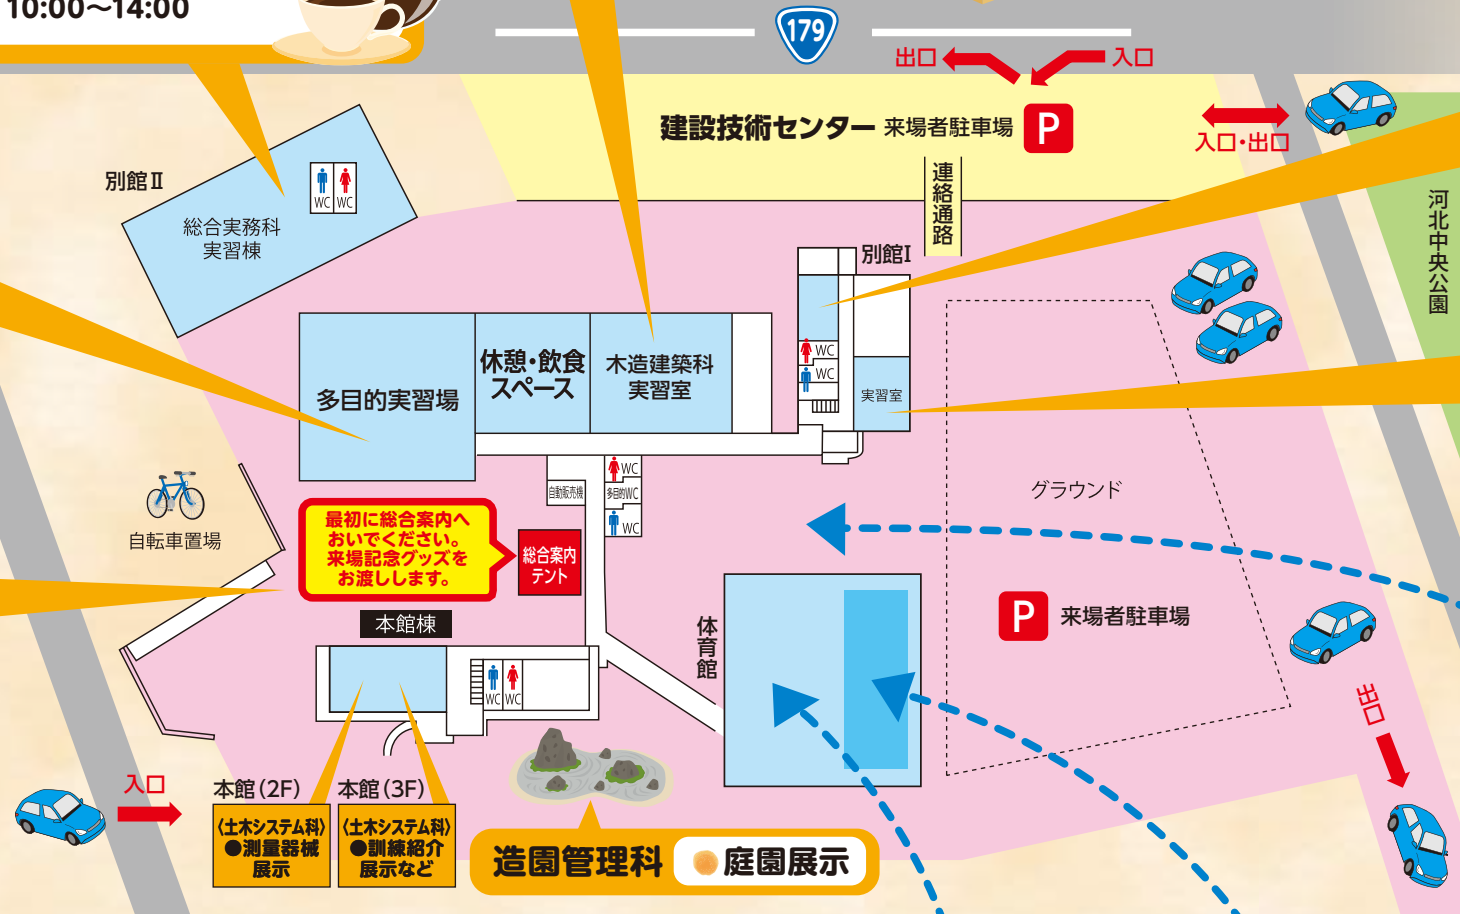 10:00〜14:00
179
出口
入口
建設技術センター 来場者駐車場 P
入口・出口
連絡通路
河北中央公園
別館Ⅱ
WC WC
総合実務科
実習棟
別館Ⅰ
WC
WC
実習室
多目的実習場
休憩・飲食
スペース
木造建築科
実習室
自転車置場
自動販売機
WC
多目的WC
WC
グラウンド
最初に総合案内へ
おいでください。
来場記念グッズを
お渡しします。
総合案内
テント
本館棟
WC WC
体育館
P 来場者駐車場
出口
入口
本館（2F）
〈土木システム科〉
●測量器械
展示
本館（3F）
〈土木システム科〉
●訓練紹介
展示など
造園管理科 庭園展示